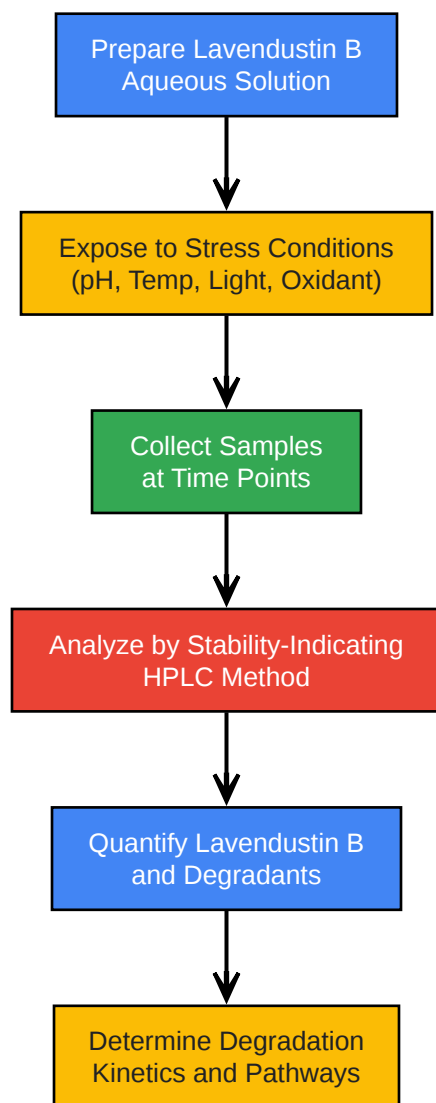 Prepare Lavendustin B
Aqueous Solution
Expose to Stress Conditions
(pH, Temp, Light, Oxidant)
Collect Samples
at Time Points
Analyze by Stability-Indicating
HPLC Method
Quantify Lavendustin B
and Degradants
Determine Degradation
Kinetics and Pathways